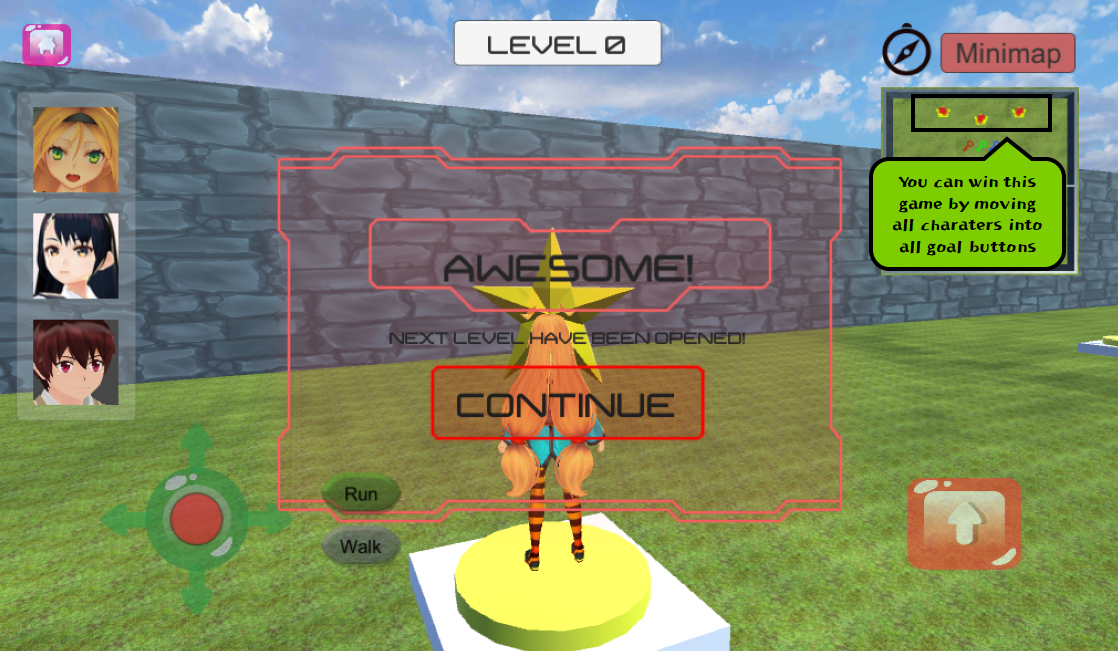 LEVEL 0
Minimap
You can win this
game by moving
all charaters into
all goal buttons
AWESOME!
NEXT LEVEL HAVE BEEN OPENED!
CONTINUE
Run
Walk